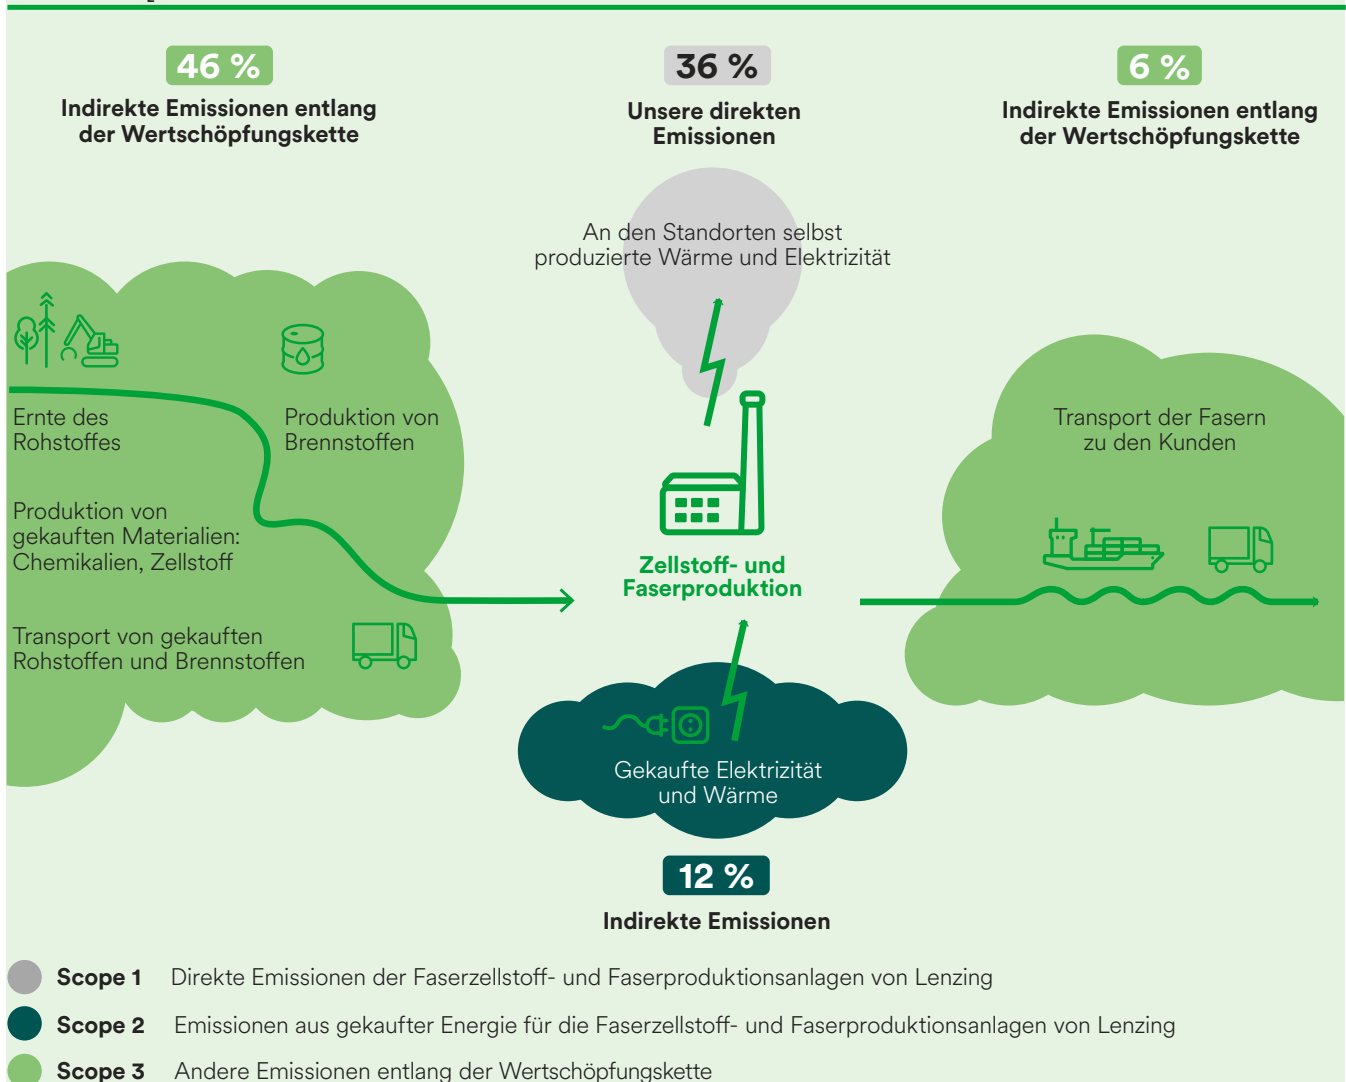 46 %
Indirekte Emissionen entlang
der Wertschöpfungskette
36 %
Unsere direkten
Emissionen
6 %
Indirekte Emissionen entlang
der Wertschöpfungskette
An den Standorten selbst
produzierte Wärme und Elektrizität
Ernte des
Rohstoffes
Produktion von
Brennstoffen
Produktion von
gekauften Materialien:
Chemikalien, Zellstoff
Transport von gekauften
Rohstoffen und Brennstoffen
Zellstoff- und
Faserproduktion
Transport der Fasern
zu den Kunden
Gekaufte Elektrizität
und Wärme
12 %
Indirekte Emissionen
Scope 1 Direkte Emissionen der Faserzellstoff- und Faserproduktionsanlagen von Lenzing
Scope 2 Emissionen aus gekaufter Energie für die Faserzellstoff- und Faserproduktionsanlagen von Lenzing
Scope 3 Andere Emissionen entlang der Wertschöpfungskette